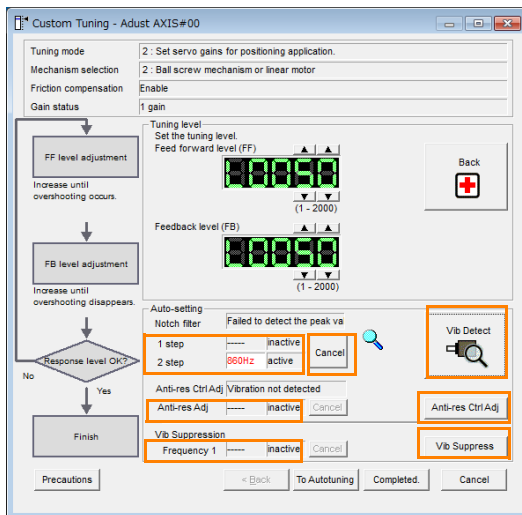 Custom Tuning - Adust AXIS#00
Tuning mode 2 : Set servo gains for positioning application.
Mechanism selection 2 : Ball screw mechanism or linear motor
Friction compensation Enable
Gain status 1 gain
FF level adjustment
Increase until
overshooting occurs.
FB level adjustment
Increase until
overshooting disappears.
Response level OK?
No
Yes
Finish
Tuning level
Set the tuning level.
Feed forward level (FF)
L0050
(1 - 2000)
Feedback level (FB)
L0050
(1 - 2000)
Back
Auto-setting
Notch filter Failed to detect the peak va
1 step ----- inactive
2 step 860Hz active
Cancel
Vib Detect
Anti-res Ctrl Adj Vibration not detected
Anti-res Adj ----- inactive Cancel
Anti-res Ctrl Adj
Vib Suppression
Frequency 1 ----- inactive Cancel
Vib Suppress
Precautions < Back To Autotuning Completed. Cancel